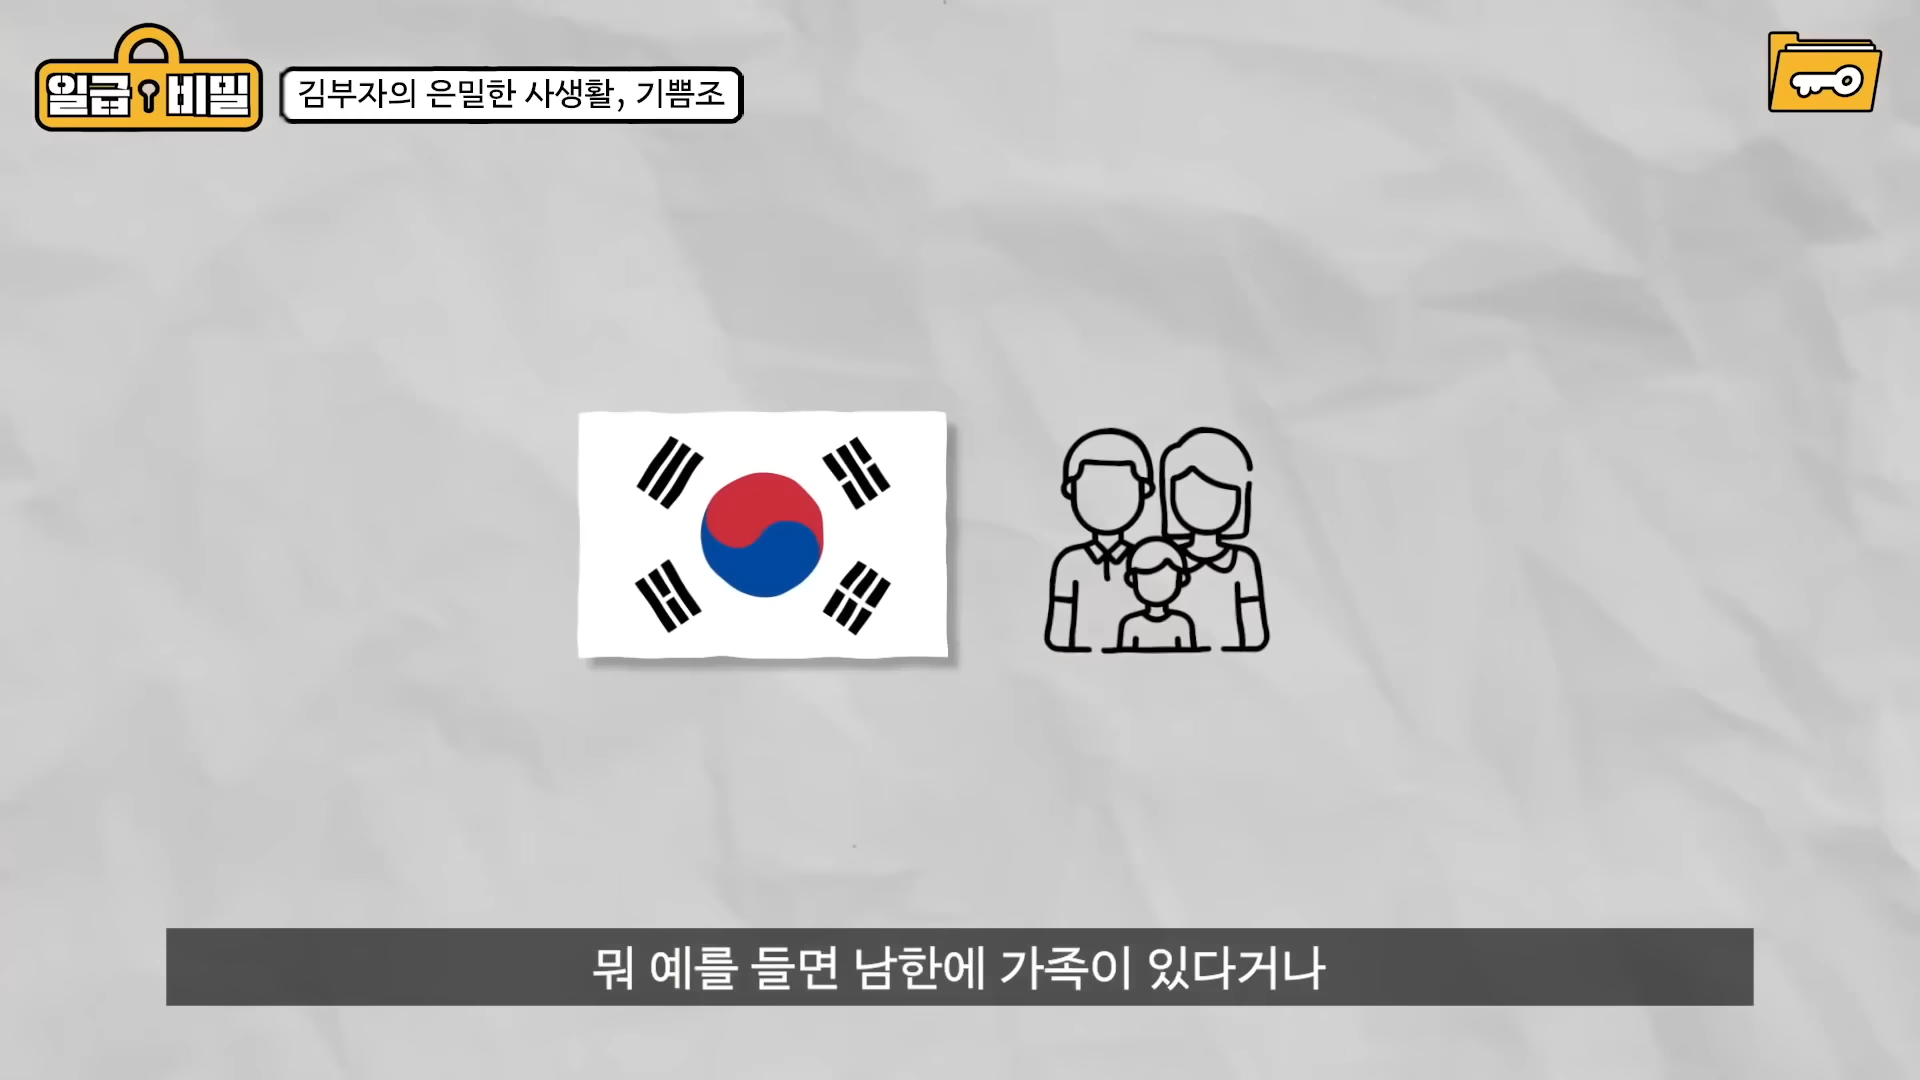 일급비밀
김부자의 은밀한 사생활, 기쁨조
뭐 예를 들면 남한에 가족이 있다거나